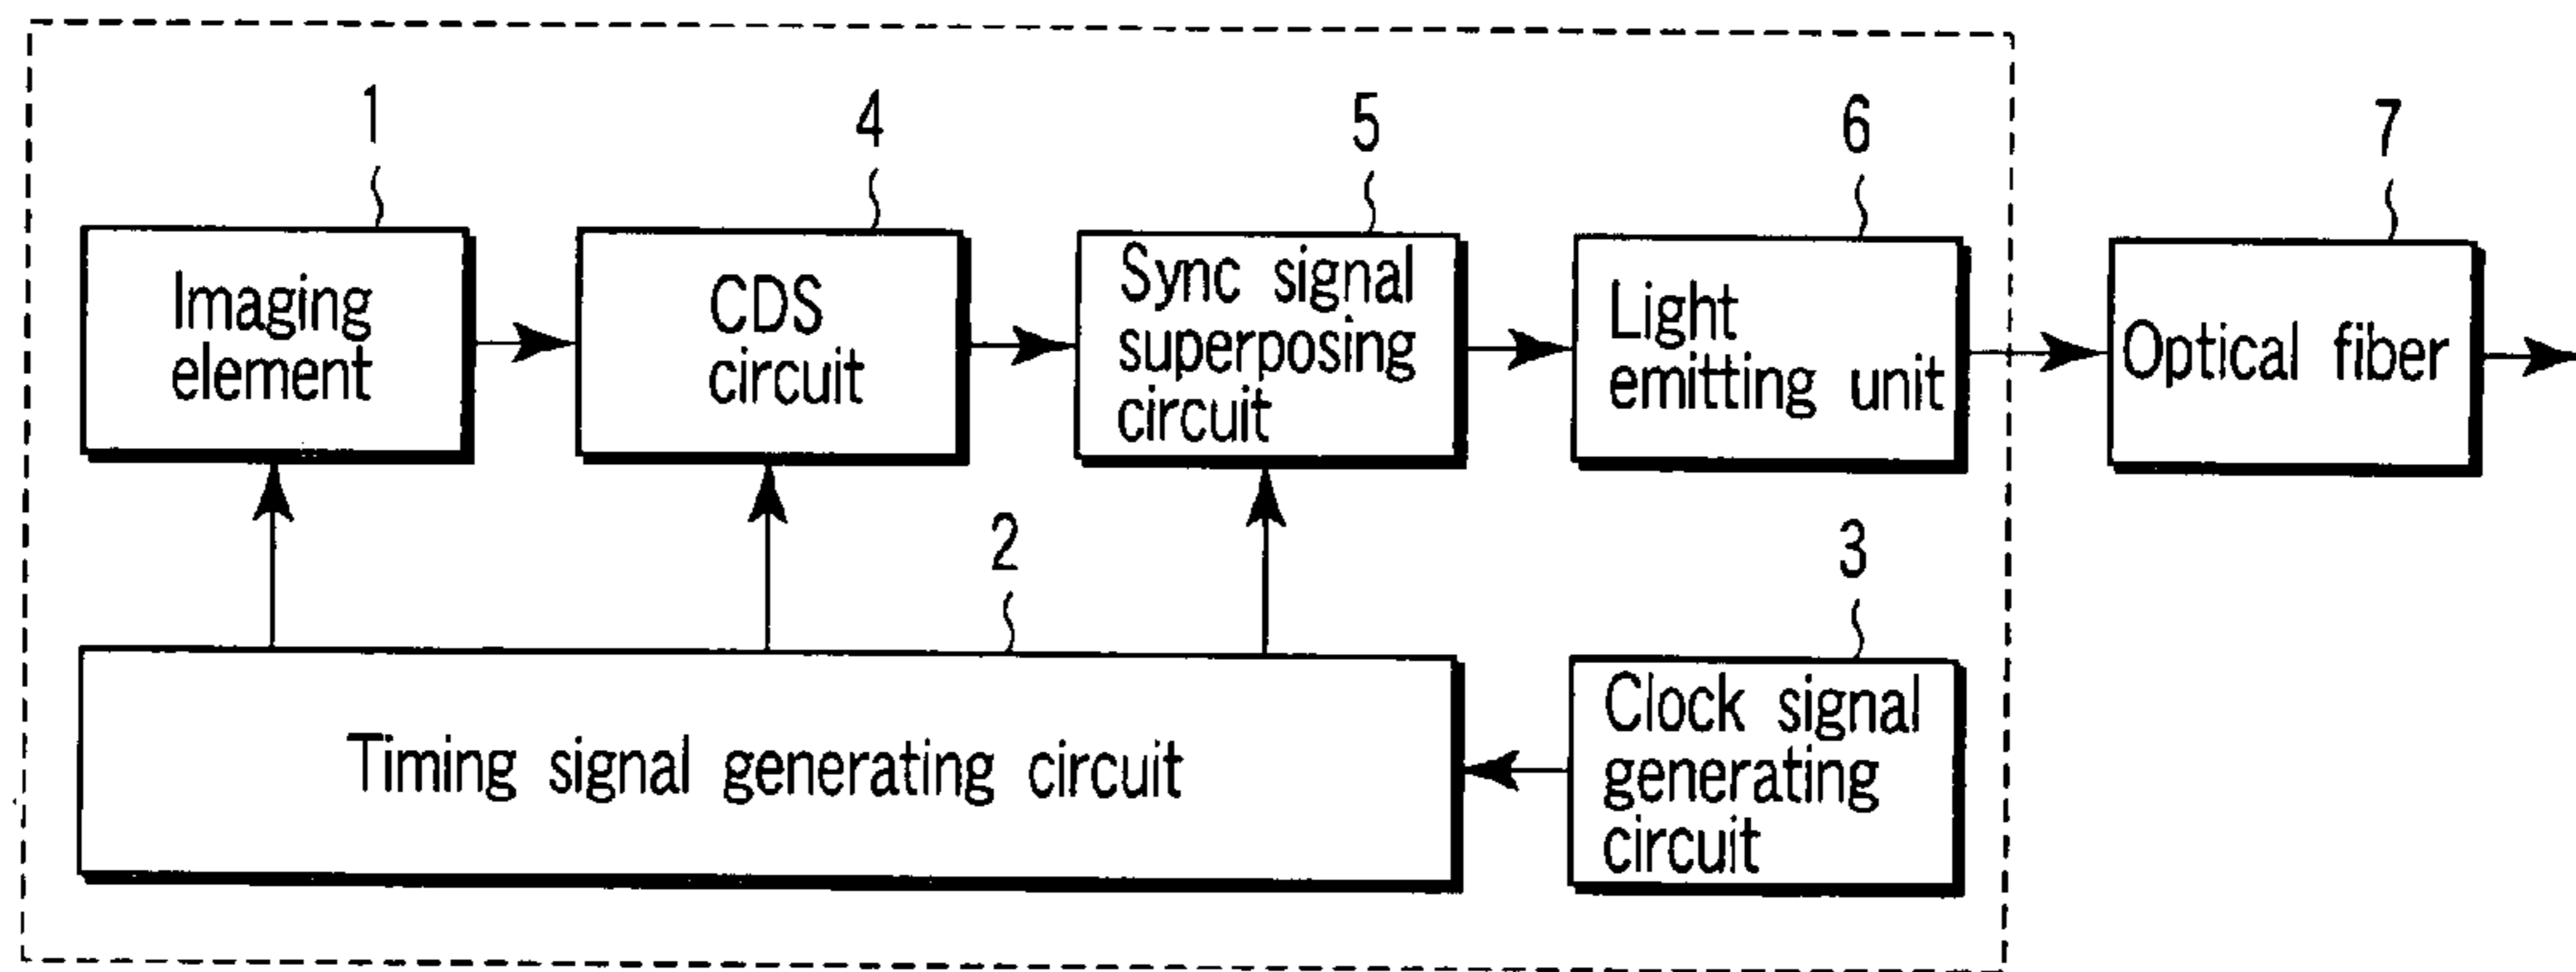 1
4
5
6
7
Imaging
element
CDS
circuit
Sync signal
superposing
circuit
Light
emitting unit
Optical fiber
2
3
Timing signal generating circuit
Clock signal
generating
circuit